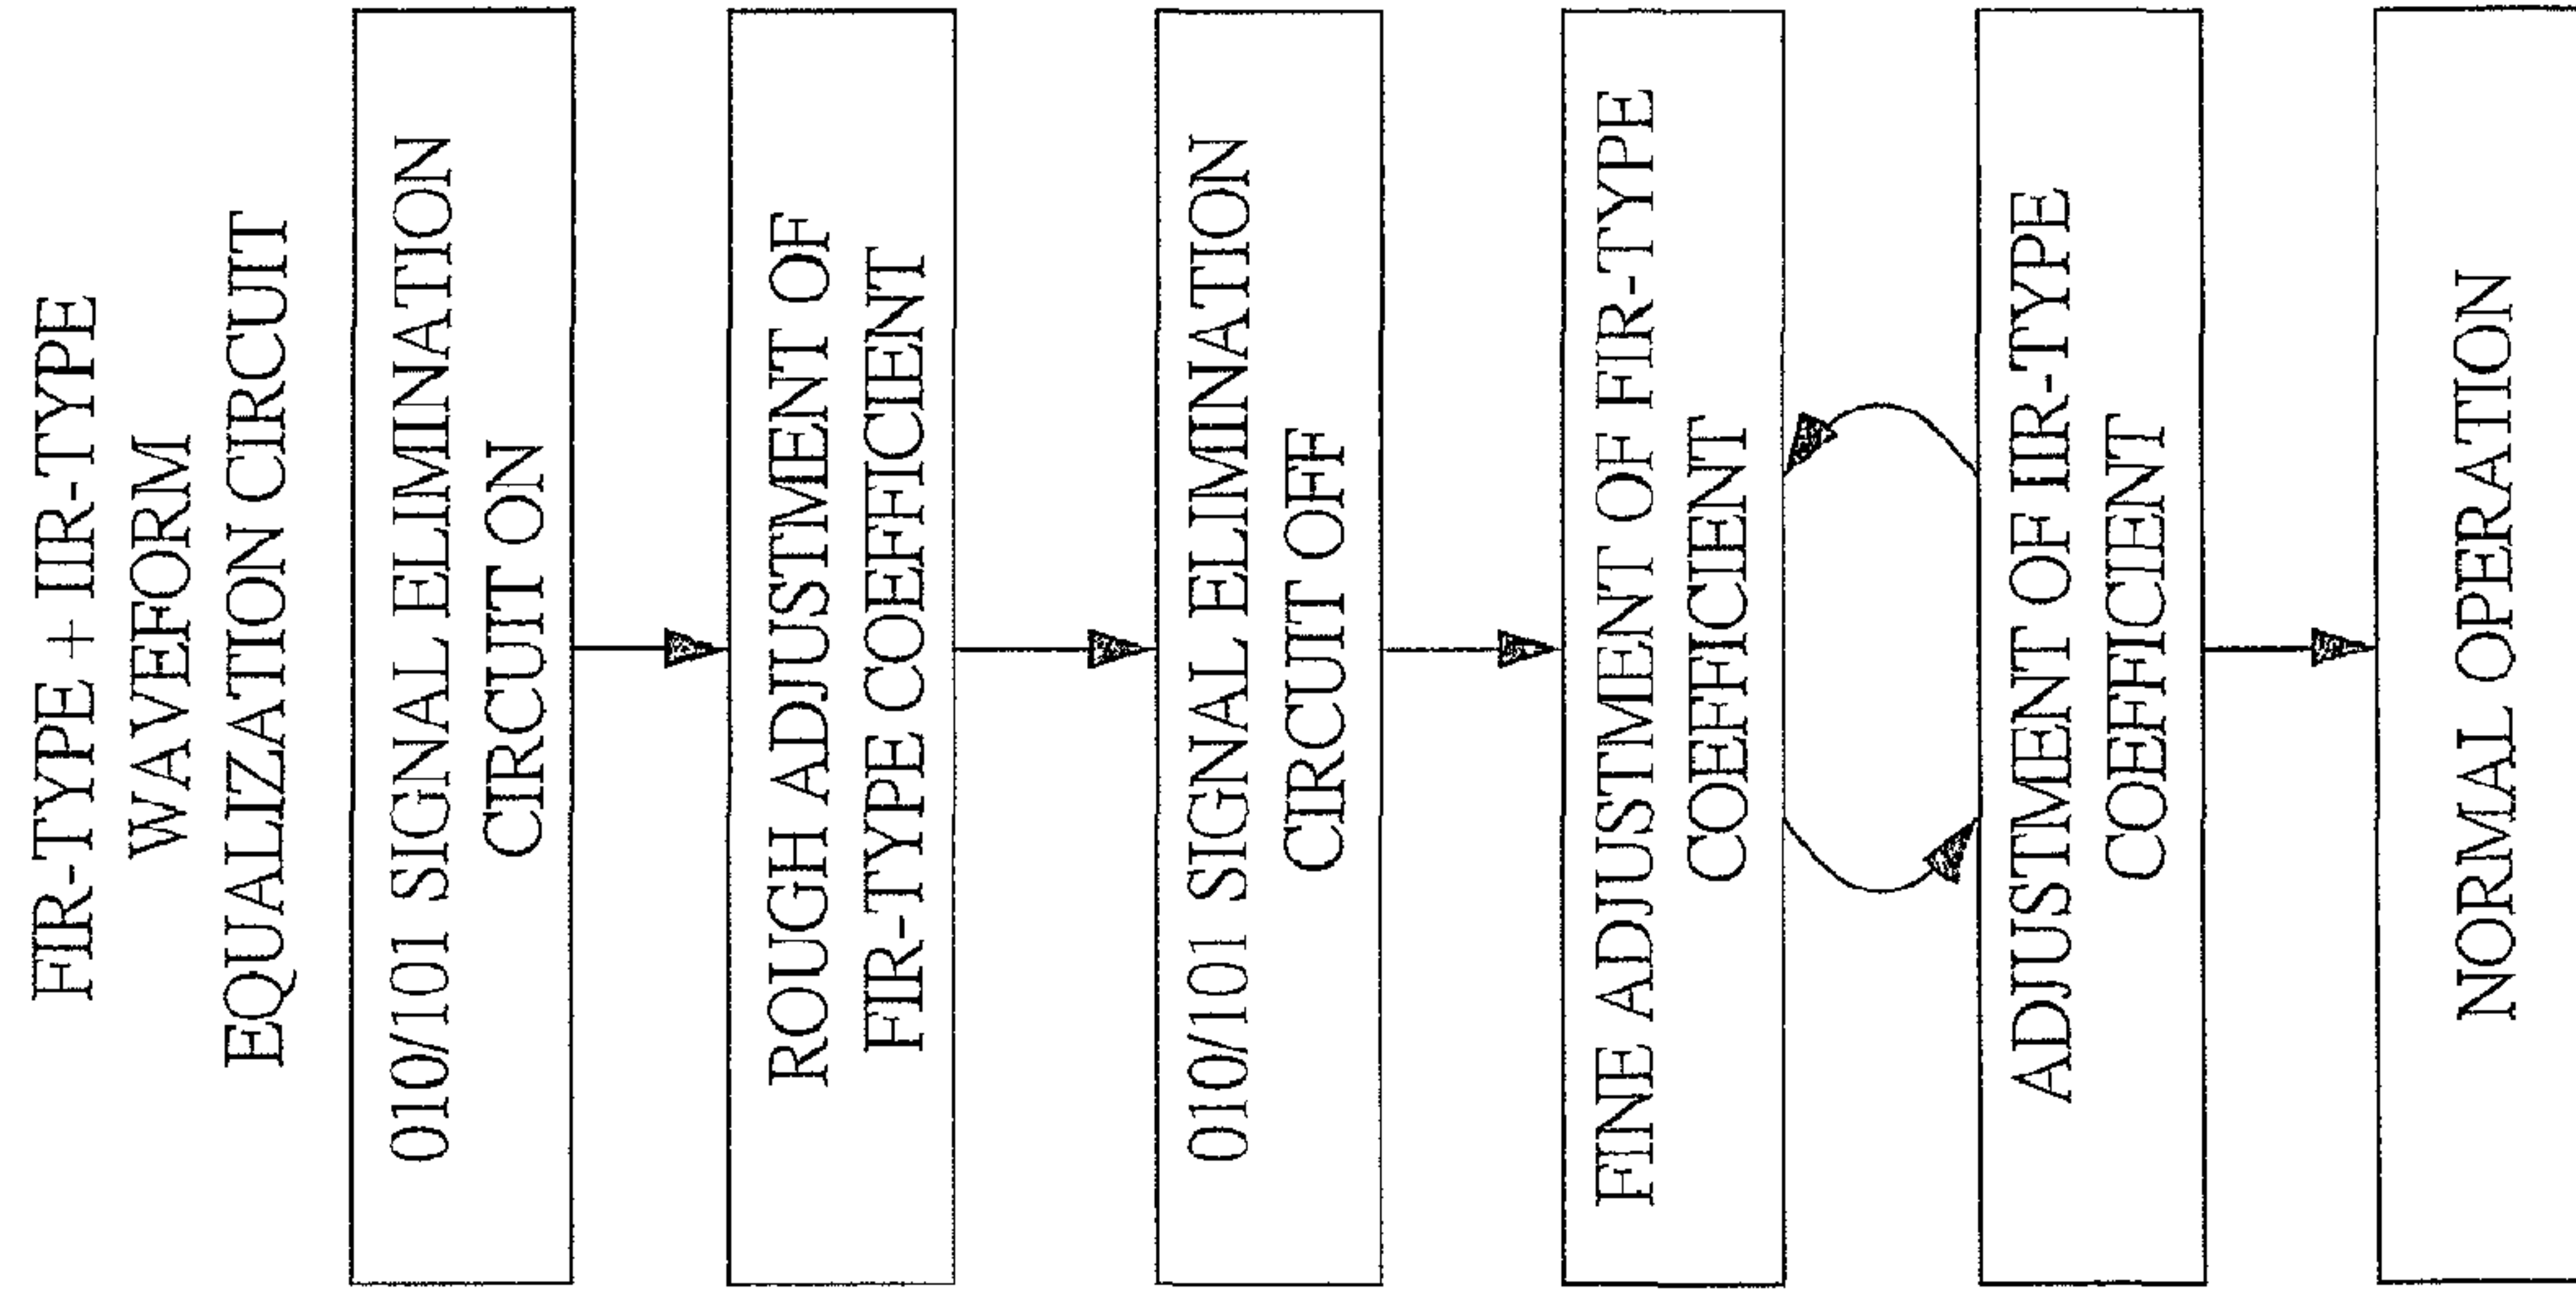 FIR-TYPE + IIR-TYPE
WAVEFORM
EQUALIZATION CIRCUIT
010/101 SIGNAL ELIMINATION
CIRCUIT ON
ROUGH ADJUSTMENT OF
FIR-TYPE COEFFICIENT
010/101 SIGNAL ELIMINATION
CIRCUIT OFF
FINE ADJUSTMENT OF FIR-TYPE
COEFFICIENT
ADJUSTMENT OF IIR-TYPE
COEFFICIENT
NORMAL OPERATION